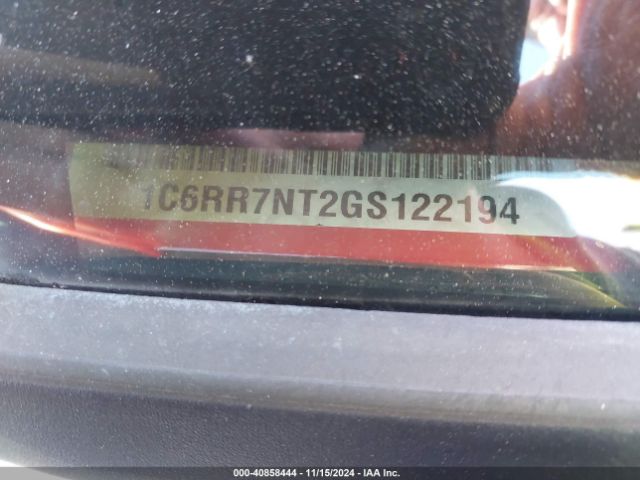 1C6RR7NT2GS122194
000-40858444 - 11/15/2024 - IAA Inc.